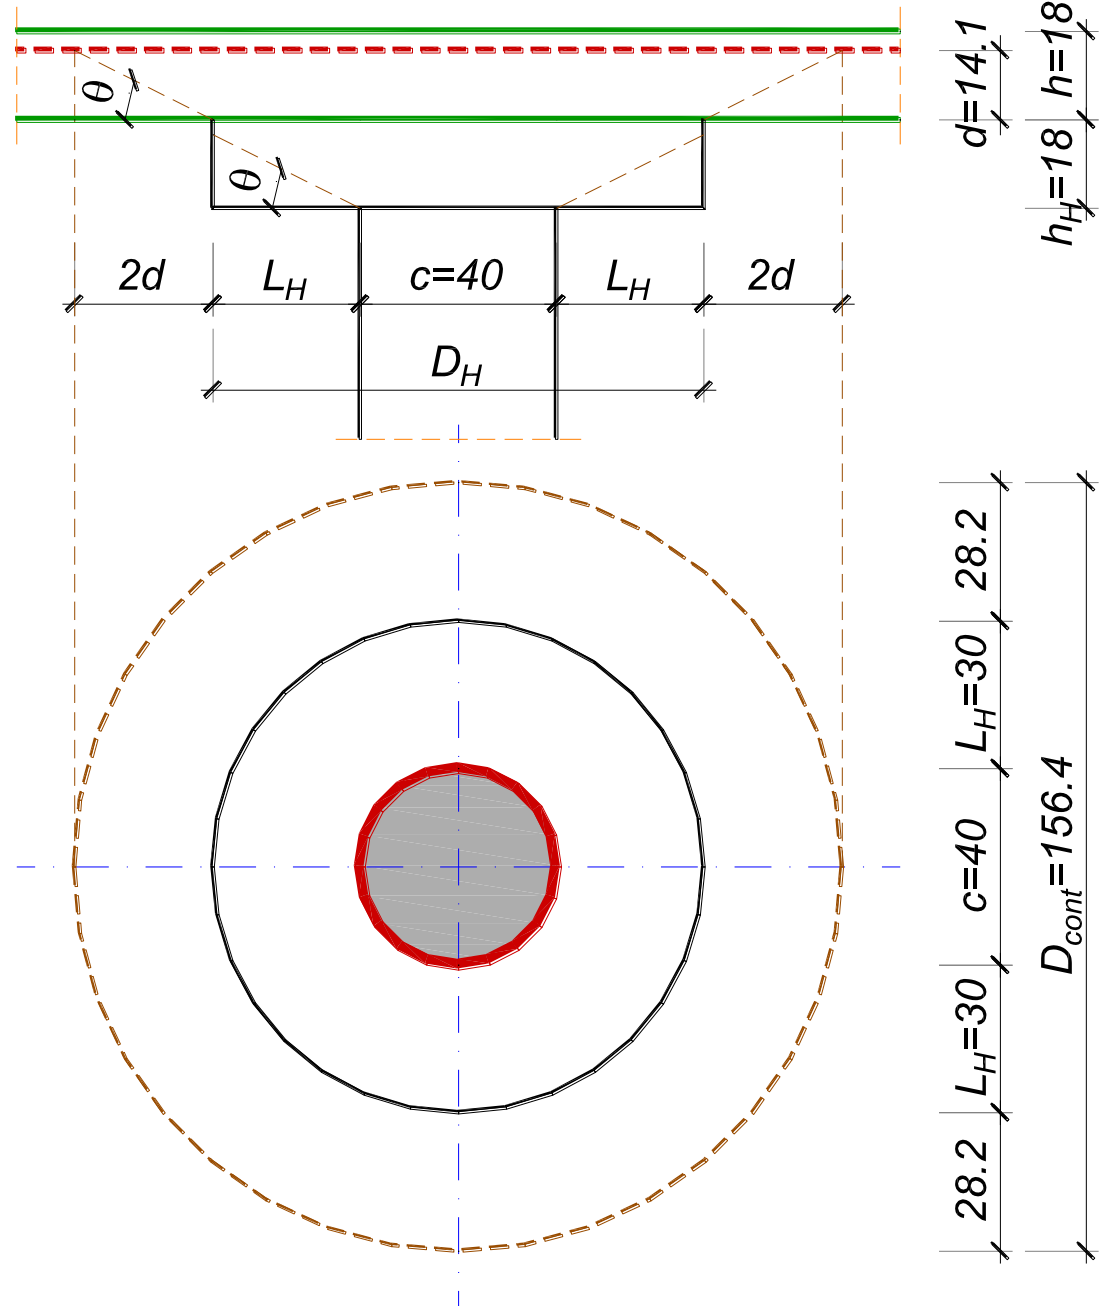 θ
θ
d=14.1
h=18
h_H=18
2d
L_H
c=40
L_H
2d
D_H
28.2
L_H=30
c=40
L_H=30
28.2
D_cont=156.4